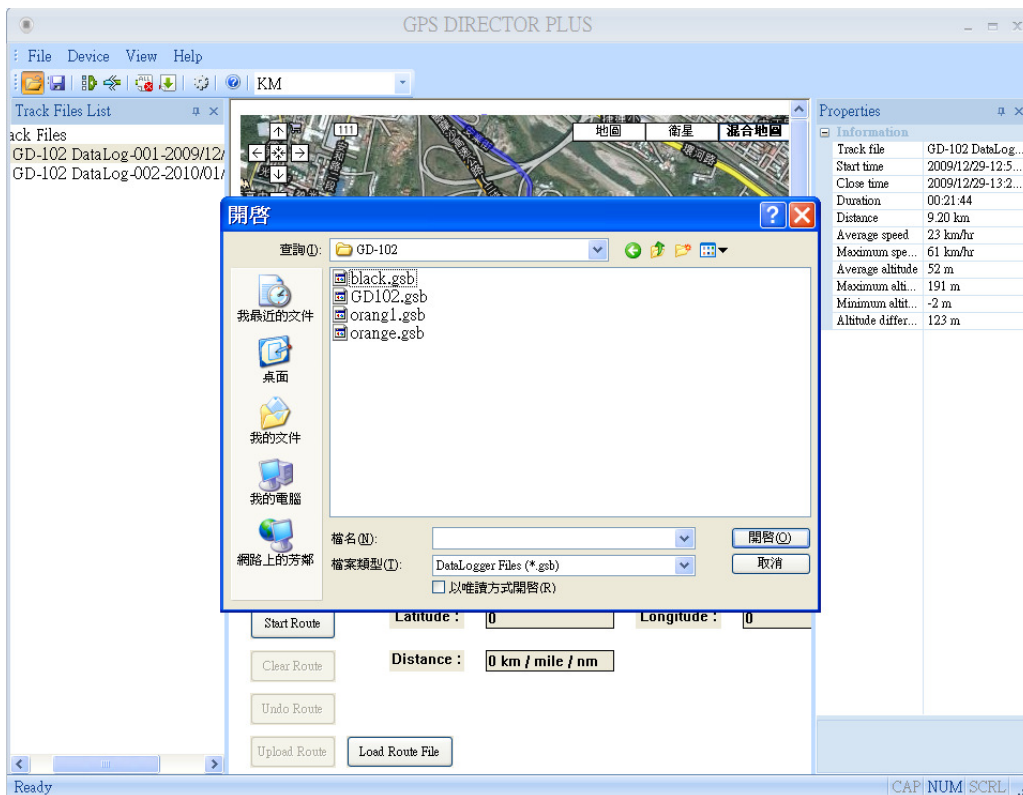 GPS DIRECTOR PLUS
File Device View Help
KM
Track Files List
ack Files
GD-102 DataLog-001-2009/12/
GD-102 DataLog-002-2010/01/
111
地圖 衛星 混合地圖
環河路
Properties
Information
Track file GD-102 DataLog...
Start time 2009/12/29-12:5...
Close time 2009/12/29-13:2...
Duration 00:21:44
Distance 9.20 km
Average speed 23 km/hr
Maximum spe... 61 km/hr
Average altitude 52 m
Maximum alti... 191 m
Minimum altit... -2 m
Altitude differ... 123 m
開啓
查詢(I): GD-102
我最近的文件
桌面
我的文件
我的電腦
網路上的芳鄰
black.gsb
GD102.gsb
orang1.gsb
orange.gsb
檔名(N): 開啓(O)
檔案類型(T): DataLogger Files (*.gsb) 取消
以唯讀方式開啓(R)
Start Route Latitude : 0 Longitude : 0
Clear Route Distance : 0 km / mile / nm
Undo Route
Upload Route Load Route File
Ready CAP NUM SCRL